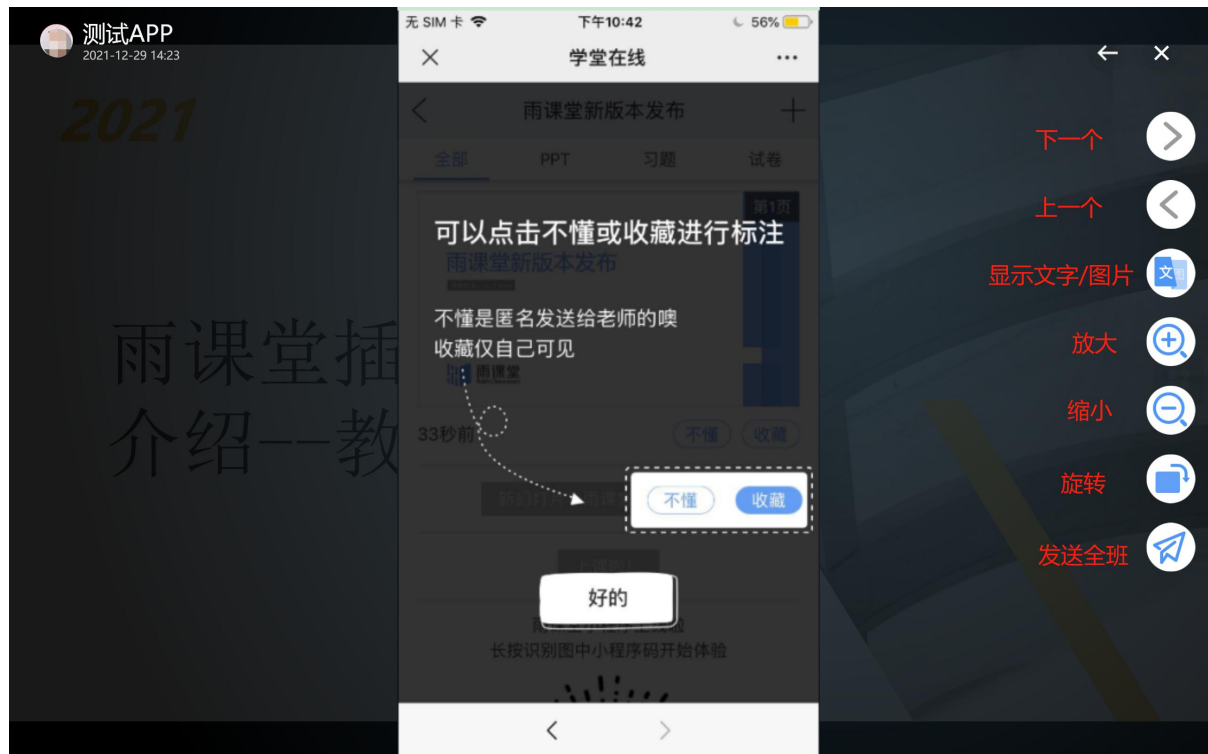 测试APP
2021-12-29 14:23
2021
雨课堂插
介绍--教
无 SIM 卡
下午10:42
56%
学堂在线
雨课堂新版本发布
全部 PPT 习题 试卷
第1页
可以点击不懂或收藏进行标注
雨课堂新版本发布
不懂是匿名发送给老师的噢
收藏仅自己可见
雨课堂
33秒前
不懂 收藏
不懂 收藏
好的
长按识别图中小程序码开始体验
下一个
上一个
显示文字/图片
文
图
放大
缩小
旋转
发送全班